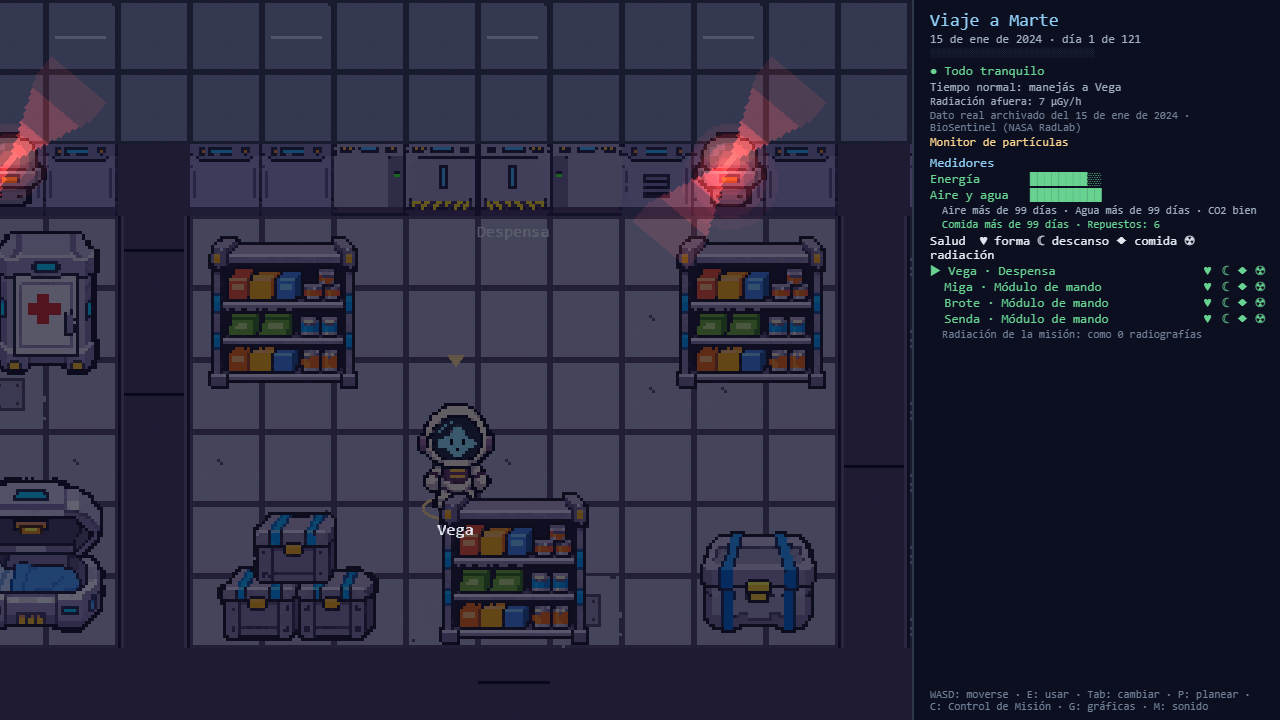 Viaje a Marte
15 de ene de 2024 · día 1 de 121
● Todo tranquilo
Tiempo normal: manejás a Vega
Radiación afuera: 7 µGy/h
Dato real archivado del 15 de ene de 2024 ·
BioSentinel (NASA RadLab)
Monitor de partículas
Medidores
Energía
Aire y agua
Aire más de 99 días · Agua más de 99 días · CO2 bien
Comida más de 99 días · Repuestos: 6
Salud ♥ forma ☾ descanso ◆ comida ☢
radiación
▶ Vega · Despensa ♥ ☾ ◆ ☢
Miga · Módulo de mando ♥ ☾ ◆ ☢
Brote · Módulo de mando ♥ ☾ ◆ ☢
Senda · Módulo de mando ♥ ☾ ◆ ☢
Radiación de la misión: como 0 radiografías
Despensa
Vega
WASD: moverse · E: usar · Tab: cambiar · P: planear ·
C: Control de Misión · G: gráficas · M: sonido